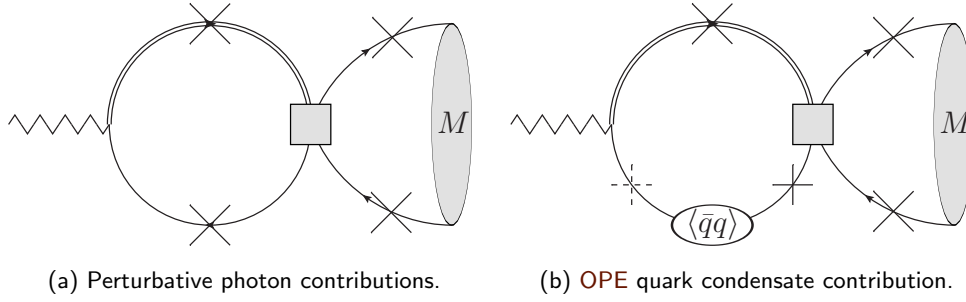 M
M
⟨q̄q⟩
(a) Perturbative photon contributions.
(b) OPE quark condensate contribution.